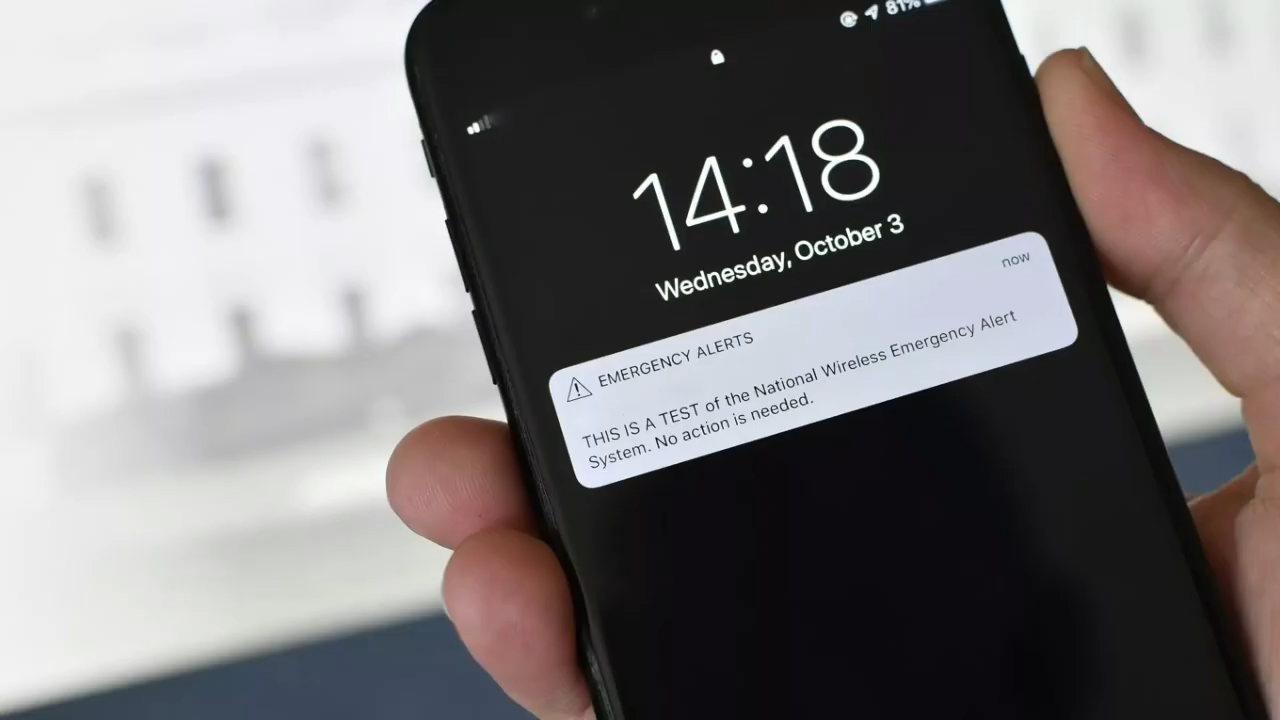 81%
14:18
Wednesday, October 3
EMERGENCY ALERTS
now
THIS IS A TEST of the National Wireless Emergency Alert
System. No action is needed.